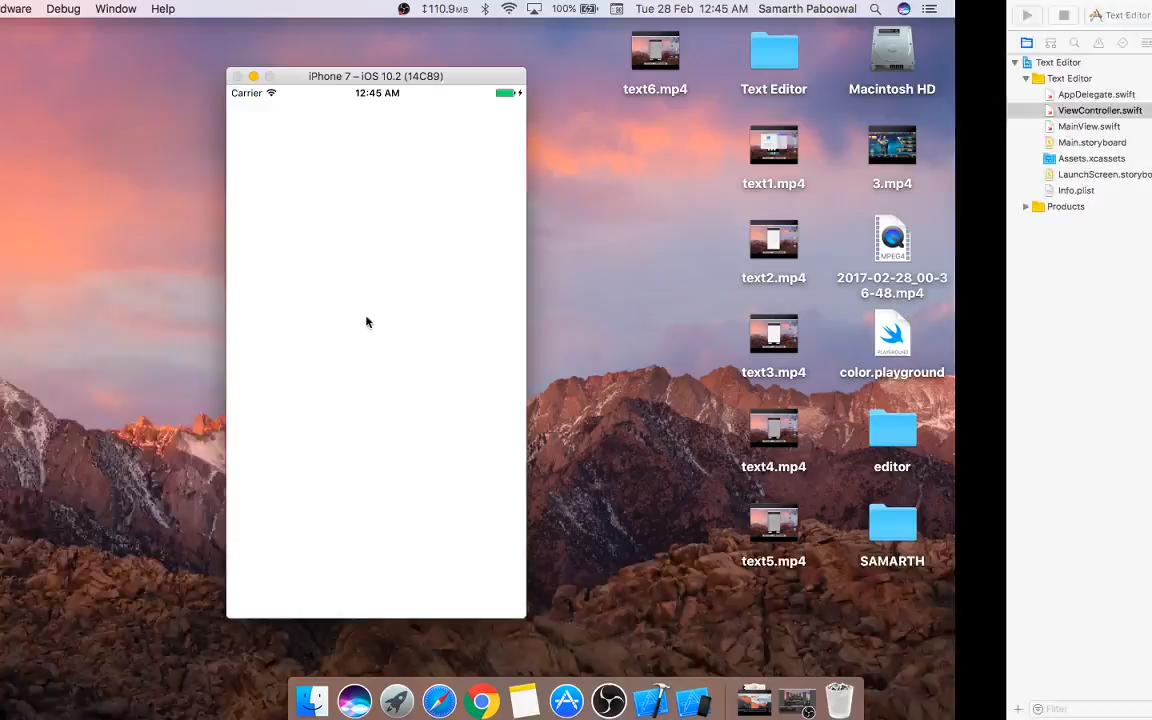 dware Debug Window Help
110.9MB 100% Tue 28 Feb 12:45 AM Samarth Paboowal
iPhone 7 – iOS 10.2 (14C89)
Carrier 12:45 AM
text6.mp4
Text Editor
Macintosh HD
text1.mp4
3.mp4
text2.mp4
MPEG4
2017-02-28_00-3
6-48.mp4
text3.mp4
PLAYGROUND
color.playground
text4.mp4
editor
text5.mp4
SAMARTH
Text Editor
Text Editor
Text Editor
AppDelegate.swift
ViewController.swift
MainView.swift
Main.storyboard
Assets.xcassets
LaunchScreen.storybo
Info.plist
Products
Filter